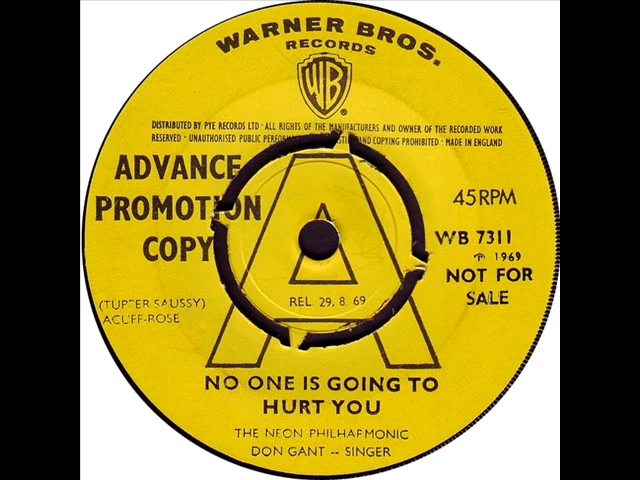 WARNER BROS.
RECORDS
WB
®
DISTRIBUTED BY PYE RECORDS LTD · ALL RIGHTS OF THE MANUFACTURERS AND OWNER OF THE RECORDED WORK
RESERVED · UNAUTHORISED PUBLIC AND COPYING PROHIBITED : MADE IN ENGLAND
ADVANCE
PROMOTION
COPY
A
45 RPM
WB 7311
℗ 1969
NOT FOR
SALE
REL. 29. 8. 69
(TUPPER SAUSSY)
ACUFF-ROSE
NO ONE IS GOING TO
HURT YOU
THE NEON PHILHARMONIC
DON GANT -- SINGER